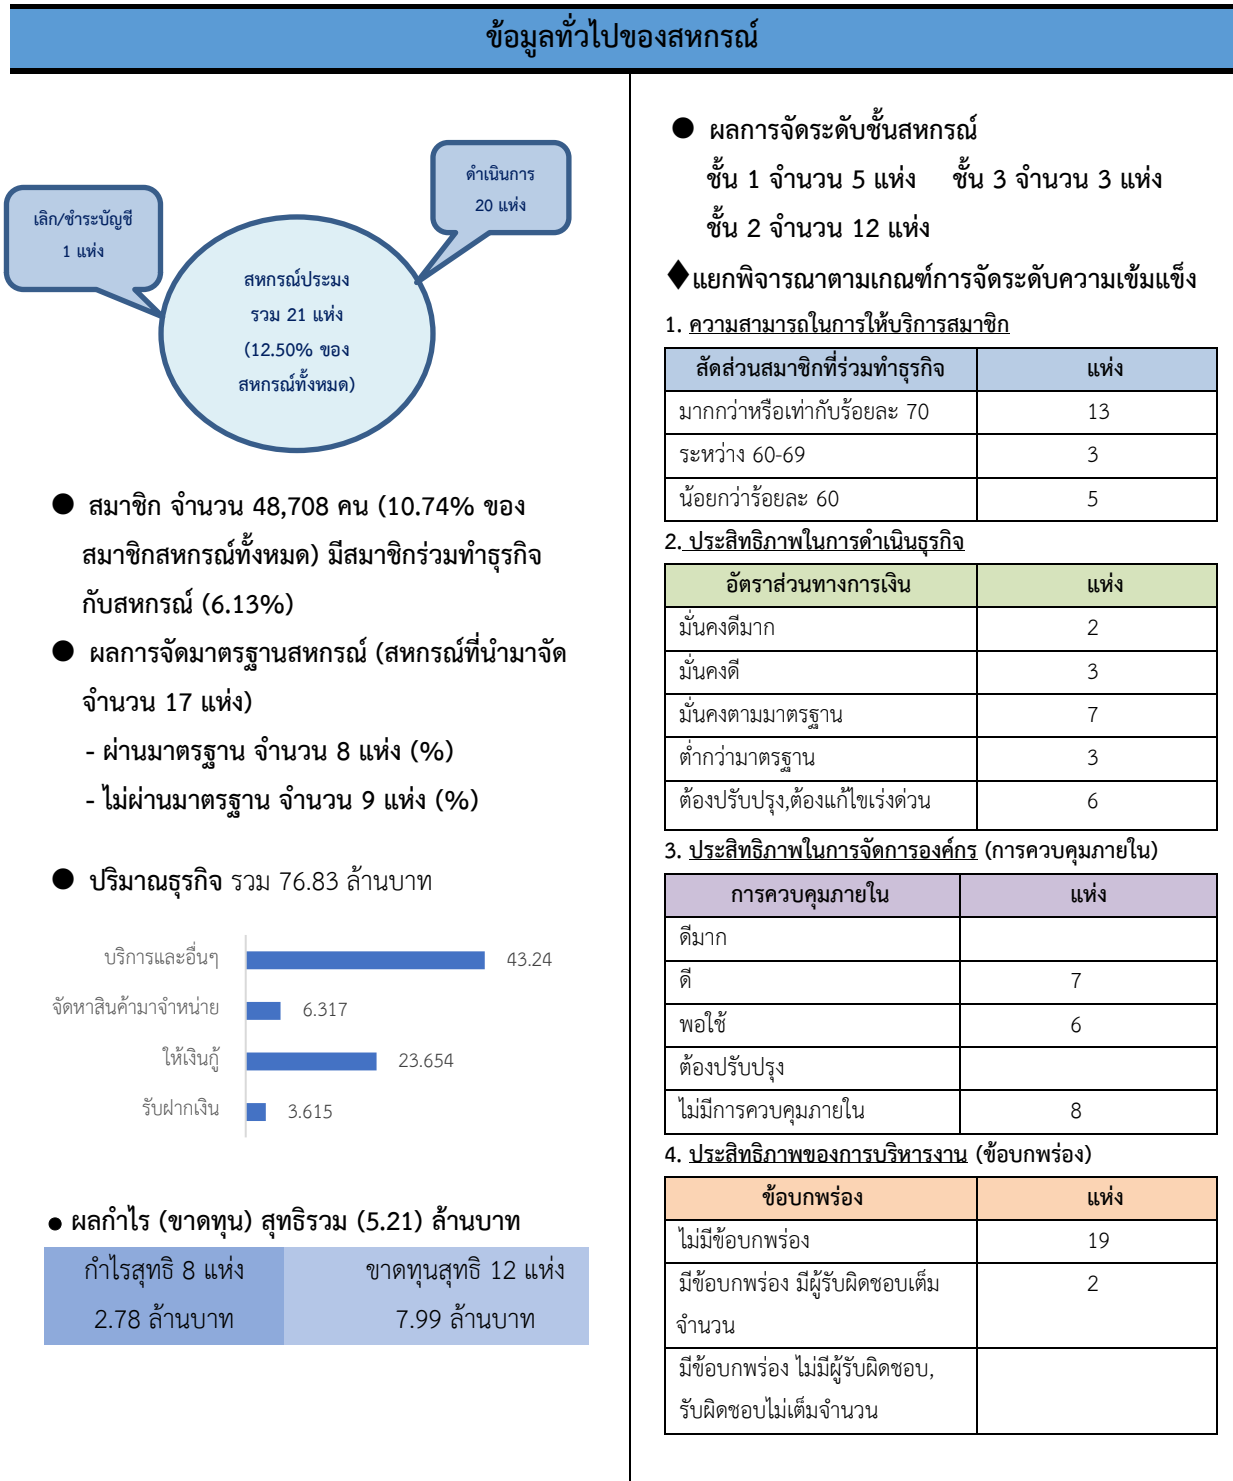 ข้อมูลทั่วไปของสหกรณ์
เลิก/ชำระบัญชี
1 แห่ง
ดำเนินการ
20 แห่ง
สหกรณ์ประมง
รวม 21 แห่ง
(12.50% ของ
สหกรณ์ทั้งหมด)
● สมาชิก จำนวน 48,708 คน (10.74% ของ
สมาชิกสหกรณ์ทั้งหมด) มีสมาชิกร่วมทำธุรกิจ
กับสหกรณ์ (6.13%)
● ผลการจัดมาตรฐานสหกรณ์ (สหกรณ์ที่นำมาจัด
จำนวน 17 แห่ง)
- ผ่านมาตรฐาน จำนวน 8 แห่ง (%)
- ไม่ผ่านมาตรฐาน จำนวน 9 แห่ง (%)
● ปริมาณธุรกิจ รวม 76.83 ล้านบาท
บริการและอื่นๆ 43.24
จัดหาสินค้ามาจำหน่าย 6.317
ให้เงินกู้ 23.654
รับฝากเงิน 3.615
● ผลกำไร (ขาดทุน) สุทธิรวม (5.21) ล้านบาท
กำไรสุทธิ 8 แห่ง ขาดทุนสุทธิ 12 แห่ง
2.78 ล้านบาท 7.99 ล้านบาท
● ผลการจัดระดับชั้นสหกรณ์
ชั้น 1 จำนวน 5 แห่ง ชั้น 3 จำนวน 3 แห่ง
ชั้น 2 จำนวน 12 แห่ง
♦แยกพิจารณาตามเกณฑ์การจัดระดับความเข้มแข็ง
1. ความสามารถในการให้บริการสมาชิก
สัดส่วนสมาชิกที่ร่วมทำธุรกิจ แห่ง
มากกว่าหรือเท่ากับร้อยละ 70 13
ระหว่าง 60-69 3
น้อยกว่าร้อยละ 60 5
2. ประสิทธิภาพในการดำเนินธุรกิจ
อัตราส่วนทางการเงิน แห่ง
มั่นคงดีมาก 2
มั่นคงดี 3
มั่นคงตามมาตรฐาน 7
ต่ำกว่ามาตรฐาน 3
ต้องปรับปรุง,ต้องแก้ไขเร่งด่วน 6
3. ประสิทธิภาพในการจัดการองค์กร (การควบคุมภายใน)
การควบคุมภายใน แห่ง
ดีมาก
ดี 7
พอใช้ 6
ต้องปรับปรุง
ไม่มีการควบคุมภายใน 8
4. ประสิทธิภาพของการบริหารงาน (ข้อบกพร่อง)
ข้อบกพร่อง แห่ง
ไม่มีข้อบกพร่อง 19
มีข้อบกพร่อง มีผู้รับผิดชอบเต็ม 2
จำนวน
มีข้อบกพร่อง ไม่มีผู้รับผิดชอบ,
รับผิดชอบไม่เต็มจำนวน